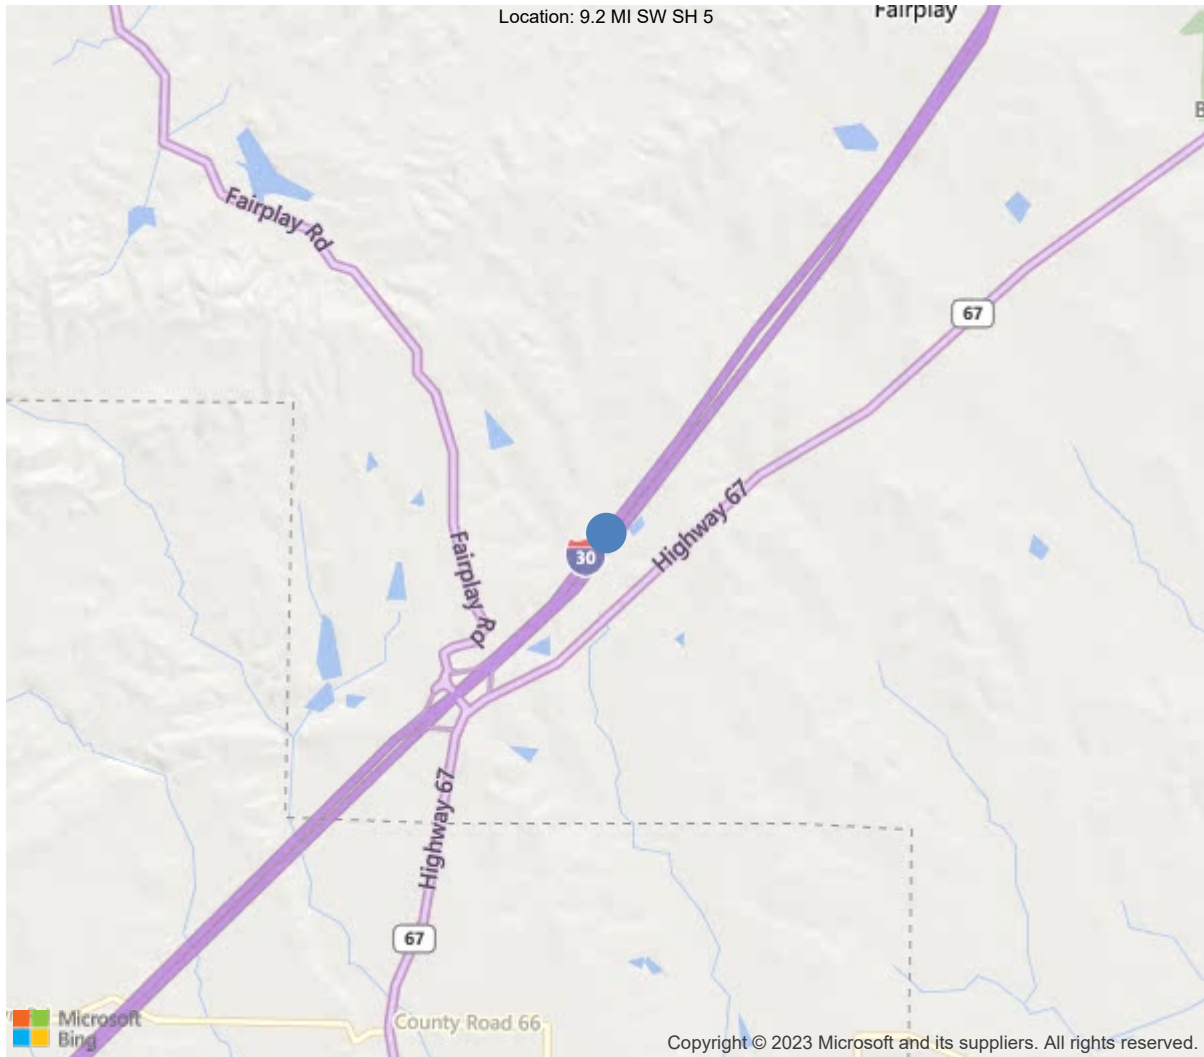 Location: 9.2 MI SW SH 5
Fairplay
Fairplay Rd
67
Highway 67
30
Fairplay Rd
Highway 67
67
County Road 66
Microsoft
Bing
Copyright © 2023 Microsoft and its suppliers. All rights reserved.